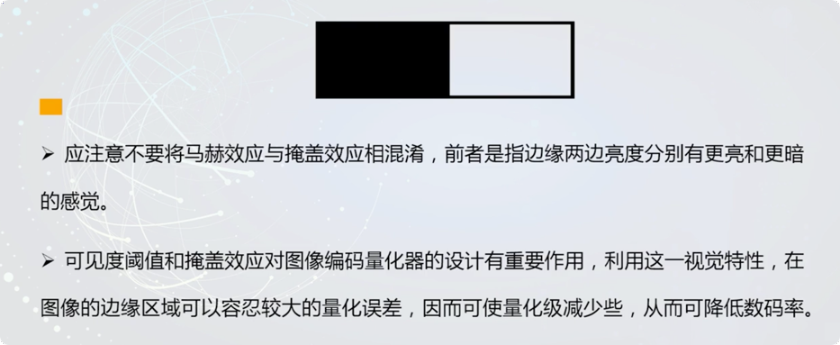 ➢ 应注意不要将马赫效应与掩盖效应相混淆，前者是指边缘两边亮度分别有更亮和更暗
的感觉。
➢ 可见度阈值和掩盖效应对图像编码量化器的设计有重要作用，利用这一视觉特性，在
图像的边缘区域可以容忍较大的量化误差，因而可使量化级减少些，从而可降低数码率。